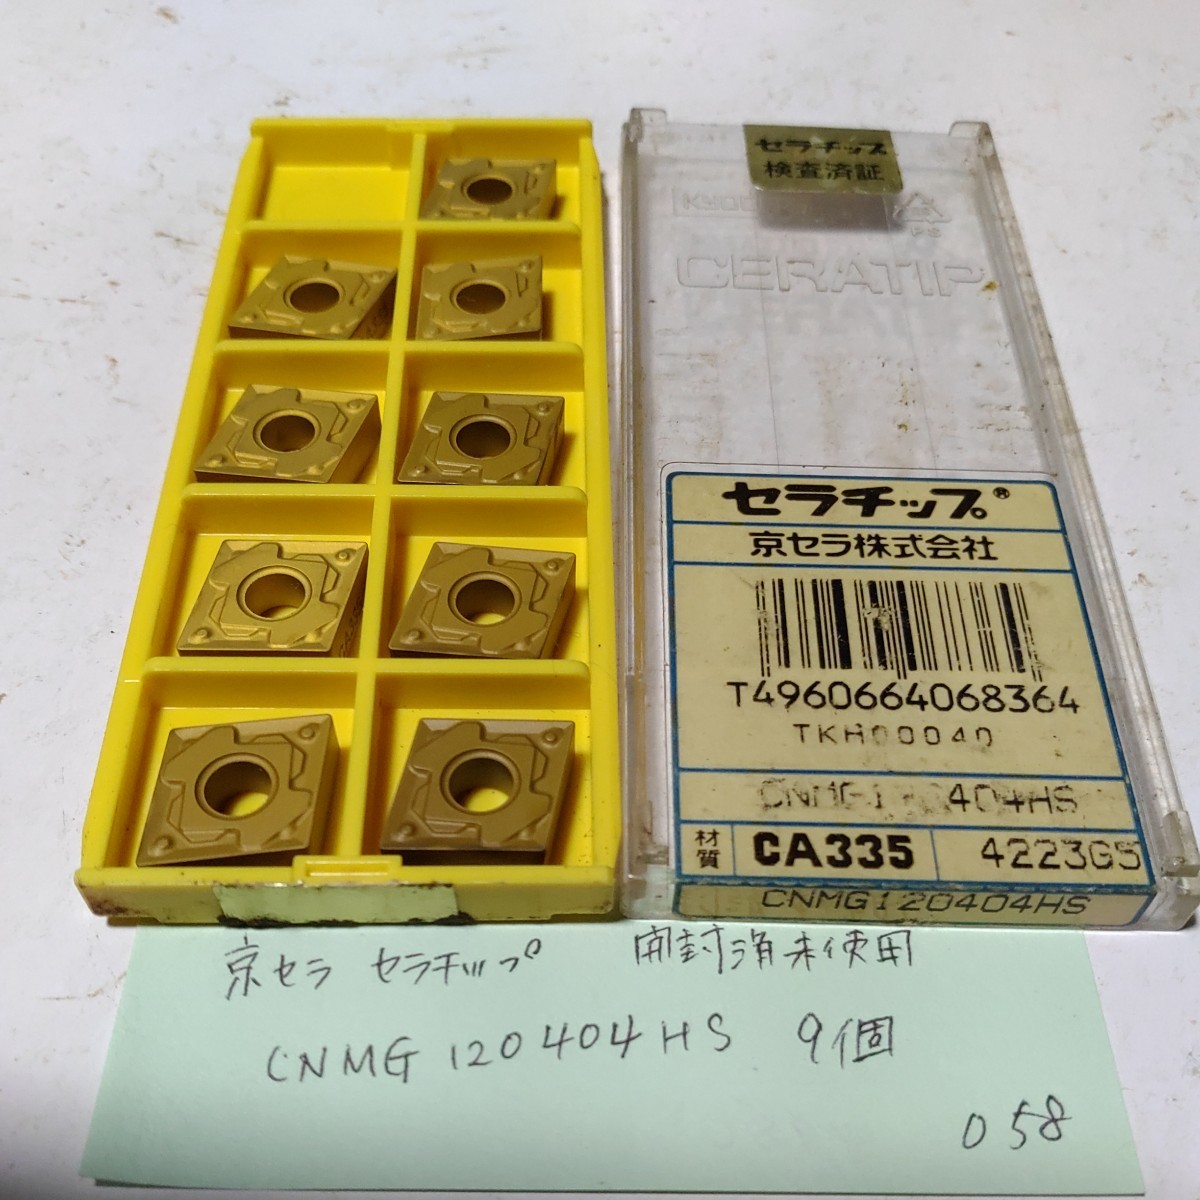 セラチップ
検査済証
CERATIP
PS
セラチップ®
京セラ株式会社
T4960664068364
TKH00040
CNMG120404HS
材質 CA335 4223G5
CNMG120404HS
京セラ セラチップ 開封済未使用
CNMG 120404HS 9個
058